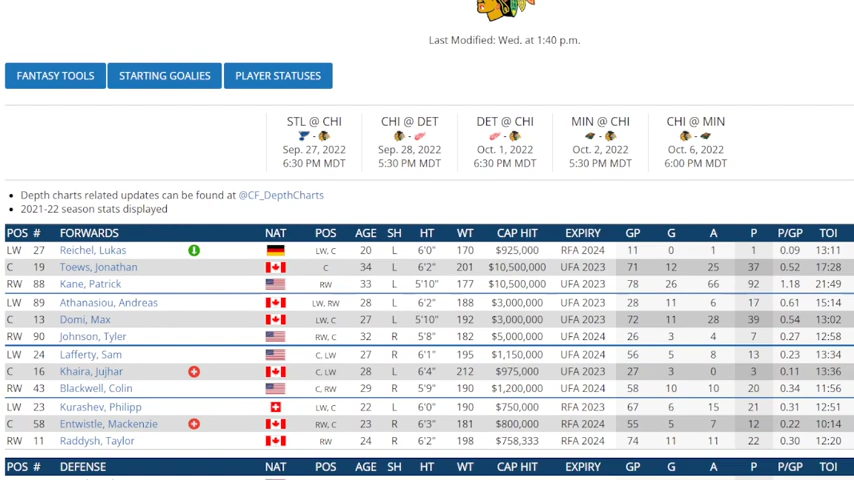 Last Modified: Wed. at 1:40 p.m.
FANTASY TOOLS STARTING GOALIES PLAYER STATUSES
STL @ CHI CHI @ DET DET @ CHI MIN @ CHI CHI @ MIN
- - - - -
Sep. 27, 2022 Sep. 28, 2022 Oct. 1, 2022 Oct. 2, 2022 Oct. 6, 2022
6:30 PM MDT 5:30 PM MDT 6:30 PM MDT 5:30 PM MDT 6:00 PM MDT
• Depth charts related updates can be found at @CF_DepthCharts
• 2021-22 season stats displayed
POS # FORWARDS NAT POS AGE SH HT WT CAP HIT EXPIRY GP G A P P/GP TOI
LW 27 Reichel, Lukas LW, C 20 L 6'0" 170 $925,000 RFA 2024 11 0 1 1 0.09 13:11
C 19 Toews, Jonathan C 34 L 6'2" 201 $10,500,000 UFA 2023 71 12 25 37 0.52 17:28
RW 88 Kane, Patrick RW 33 L 5'10" 177 $10,500,000 UFA 2023 78 26 66 92 1.18 21:49
LW 89 Athanasiou, Andreas LW, RW 28 L 6'2" 188 $3,000,000 UFA 2023 28 11 6 17 0.61 15:14
C 13 Domi, Max LW, C 27 L 5'10" 192 $3,000,000 UFA 2023 72 11 28 39 0.54 13:02
RW 90 Johnson, Tyler RW, C 32 R 5'8" 182 $5,000,000 UFA 2024 26 3 4 7 0.27 12:58
LW 24 Lafferty, Sam C, LW 27 R 6'1" 195 $1,150,000 UFA 2024 56 5 8 13 0.23 13:34
C 16 Khaira, Jujhar C, LW 28 L 6'4" 212 $975,000 UFA 2023 27 3 0 3 0.11 13:36
RW 43 Blackwell, Colin C, RW 29 R 5'9" 190 $1,200,000 UFA 2024 58 10 10 20 0.34 11:56
LW 23 Kurashev, Philipp LW, C 22 L 6'0" 190 $750,000 RFA 2023 67 6 15 21 0.31 12:51
C 58 Entwistle, Mackenzie RW, C 23 R 6'3" 181 $800,000 RFA 2023 55 5 7 12 0.22 10:14
RW 11 Raddysh, Taylor RW 24 R 6'2" 198 $758,333 RFA 2024 74 11 11 22 0.30 12:20
POS # DEFENSE NAT POS AGE SH HT WT CAP HIT EXPIRY GP G A P P/GP TOI